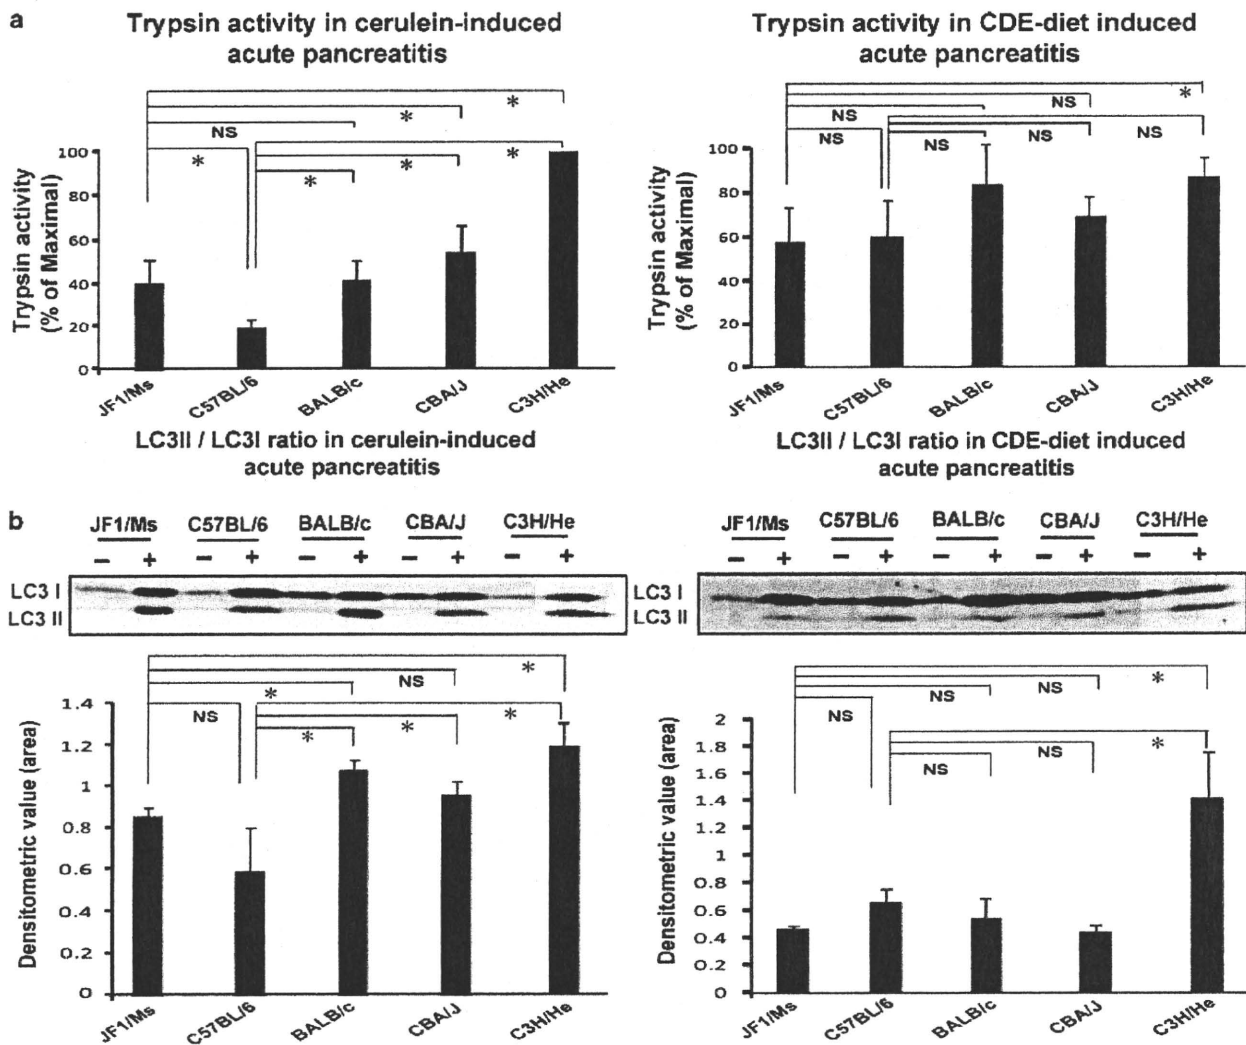 a
Trypsin activity in cerulein-induced
acute pancreatitis
* 
*
NS
*
*
*
*
Trypsin activity
(% of Maximal)
100
80
60
40
20
0
JF1/Ms
C57BL/6
BALB/c
CBA/J
C3H/He
Trypsin activity in CDE-diet induced
acute pancreatitis
*
NS
NS
NS
NS
NS
NS
Trypsin activity
(% of Maximal)
100
80
60
40
20
0
JF1/Ms
C57BL/6
BALB/c
CBA/J
C3H/He
b
LC3II / LC3I ratio in cerulein-induced
acute pancreatitis
JF1/Ms C57BL/6 BALB/c CBA/J C3H/He
– + – + – + – + – +
LC3 I
LC3 II
*
NS
*
NS
*
*
*
Densitometric value (area)
1.4
1.2
1
0.8
0.6
0.4
0.2
0
JF1/Ms
C57BL/6
BALB/c
CBA/J
C3H/He
LC3II / LC3I ratio in CDE-diet induced
acute pancreatitis
JF1/Ms C57BL/6 BALB/c CBA/J C3H/He
– + – + – + – + – +
LC3 I
LC3 II
*
NS
NS
NS
*
NS
NS
Densitometric value (area)
2
1.8
1.6
1.4
1.2
1
0.8
0.6
0.4
0.2
0
JF1/Ms
C57BL/6
BALB/c
CBA/J
C3H/He